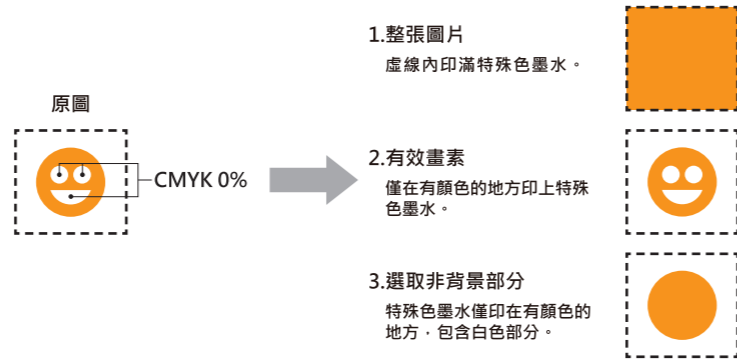 原圖
CMYK 0%
1.整張圖片
虛線內印滿特殊色墨水。
2.有效畫素
僅在有顏色的地方印上特殊
色墨水。
3.選取非背景部分
特殊色墨水僅印在有顏色的
地方，包含白色部分。